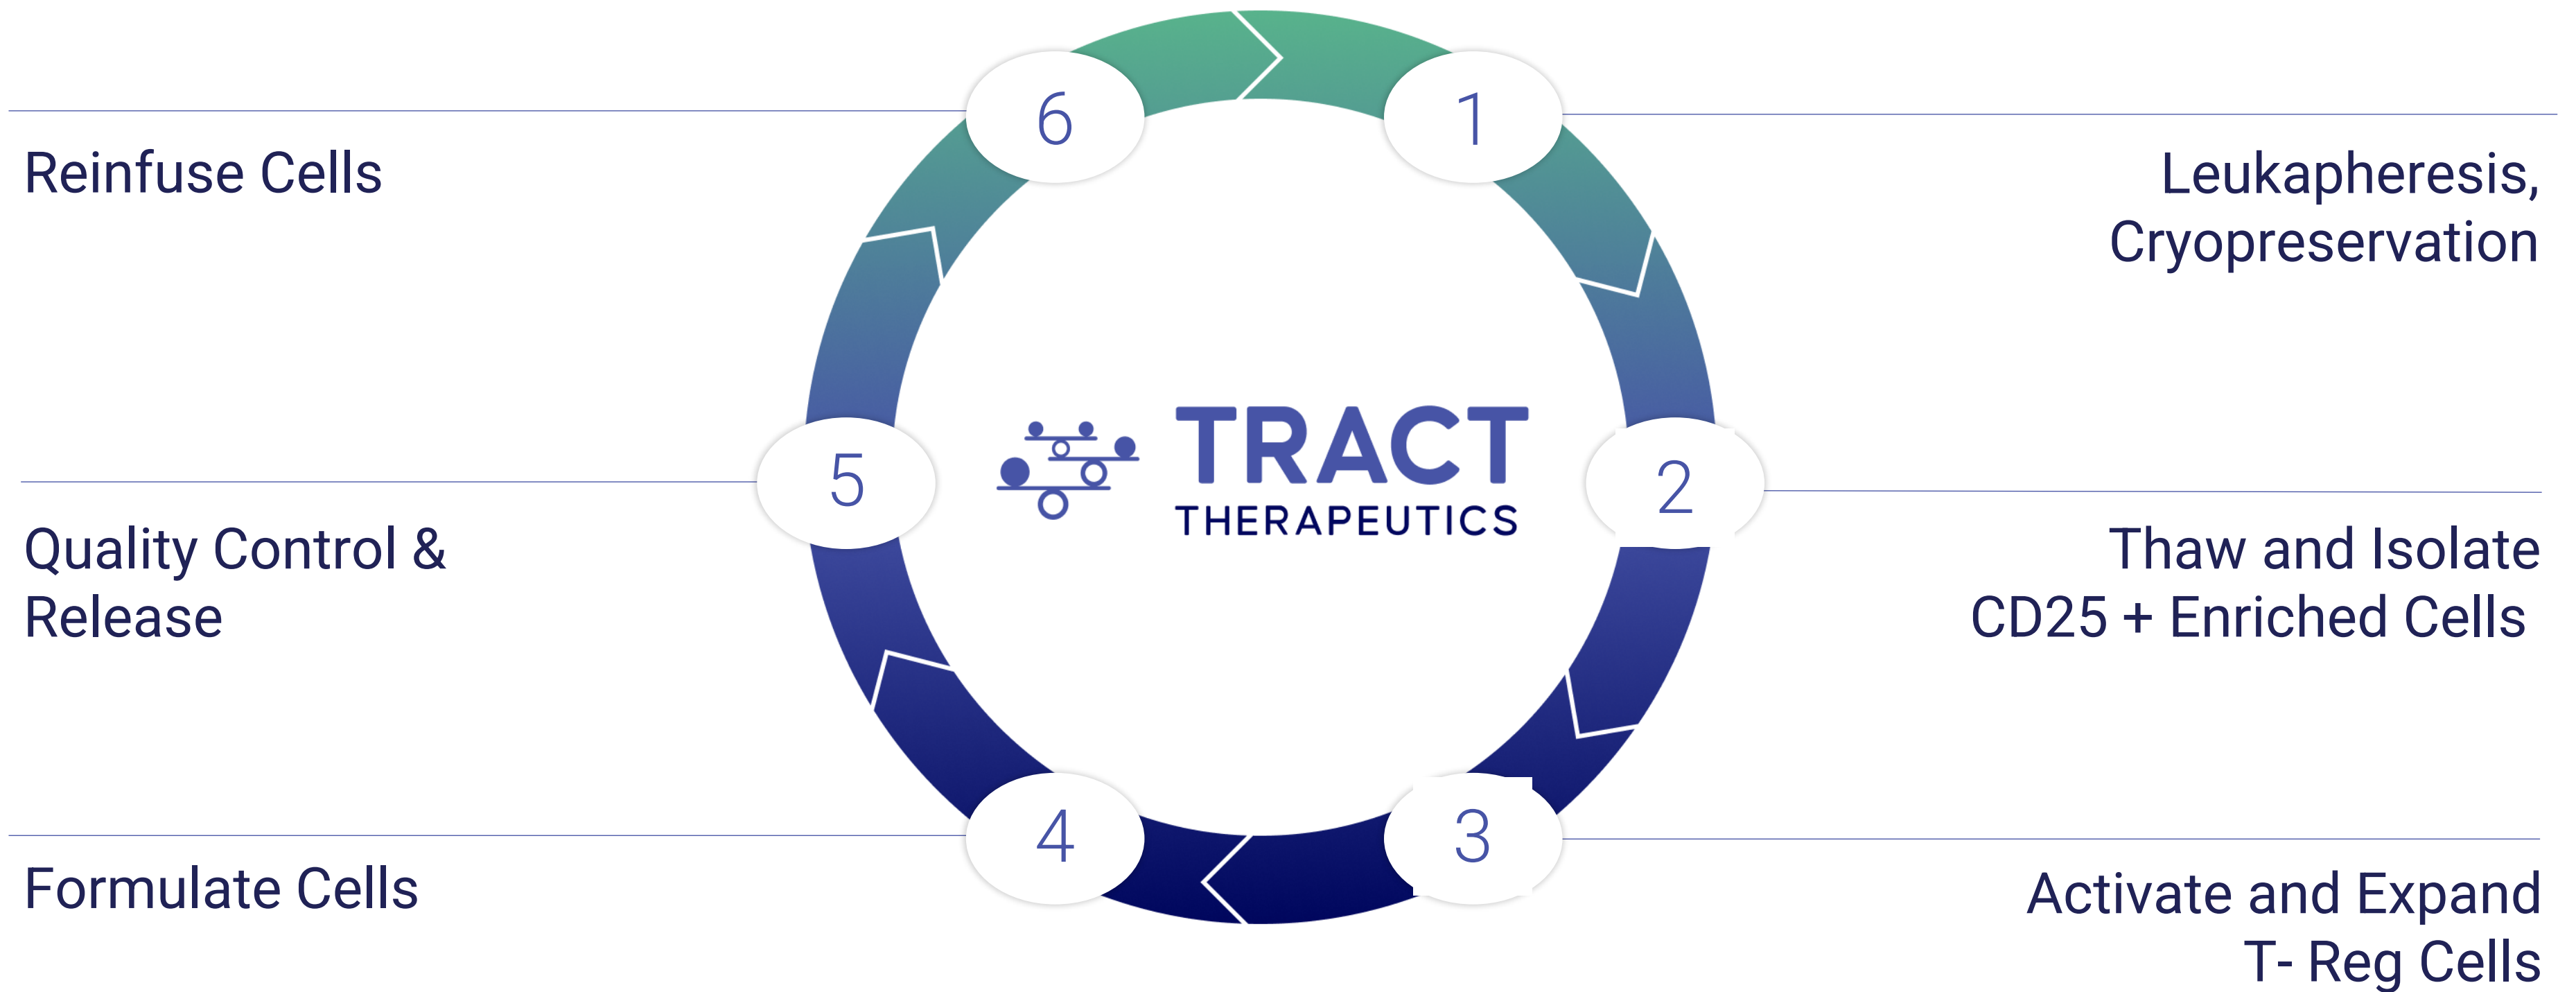 6
1
Reinfuse Cells
Leukapheresis,
Cryopreservation
TRACT
THERAPEUTICS
5
2
Quality Control &
Release
Thaw and Isolate
CD25 + Enriched Cells
4
3
Formulate Cells
Activate and Expand
T- Reg Cells